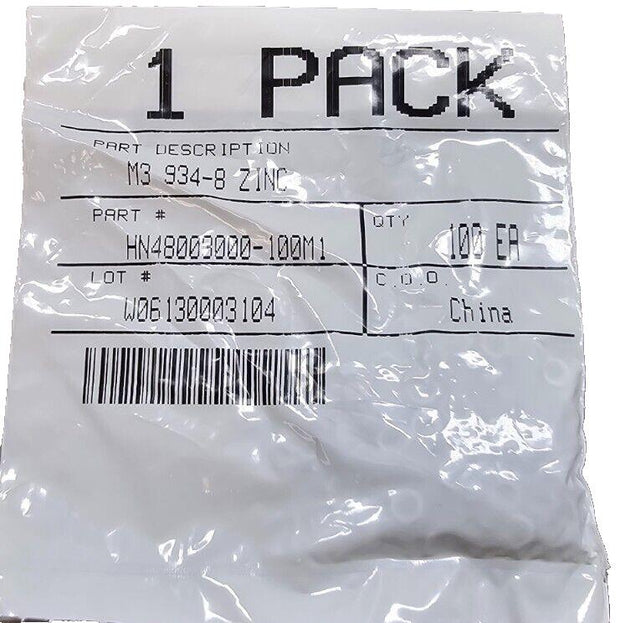 1 PACK
PART DESCRIPTION
M3 934-8 ZINC
PART #
HN48003000-100M1
QTY
100 EA
LOT #
W06130003104
C.O.O.
China